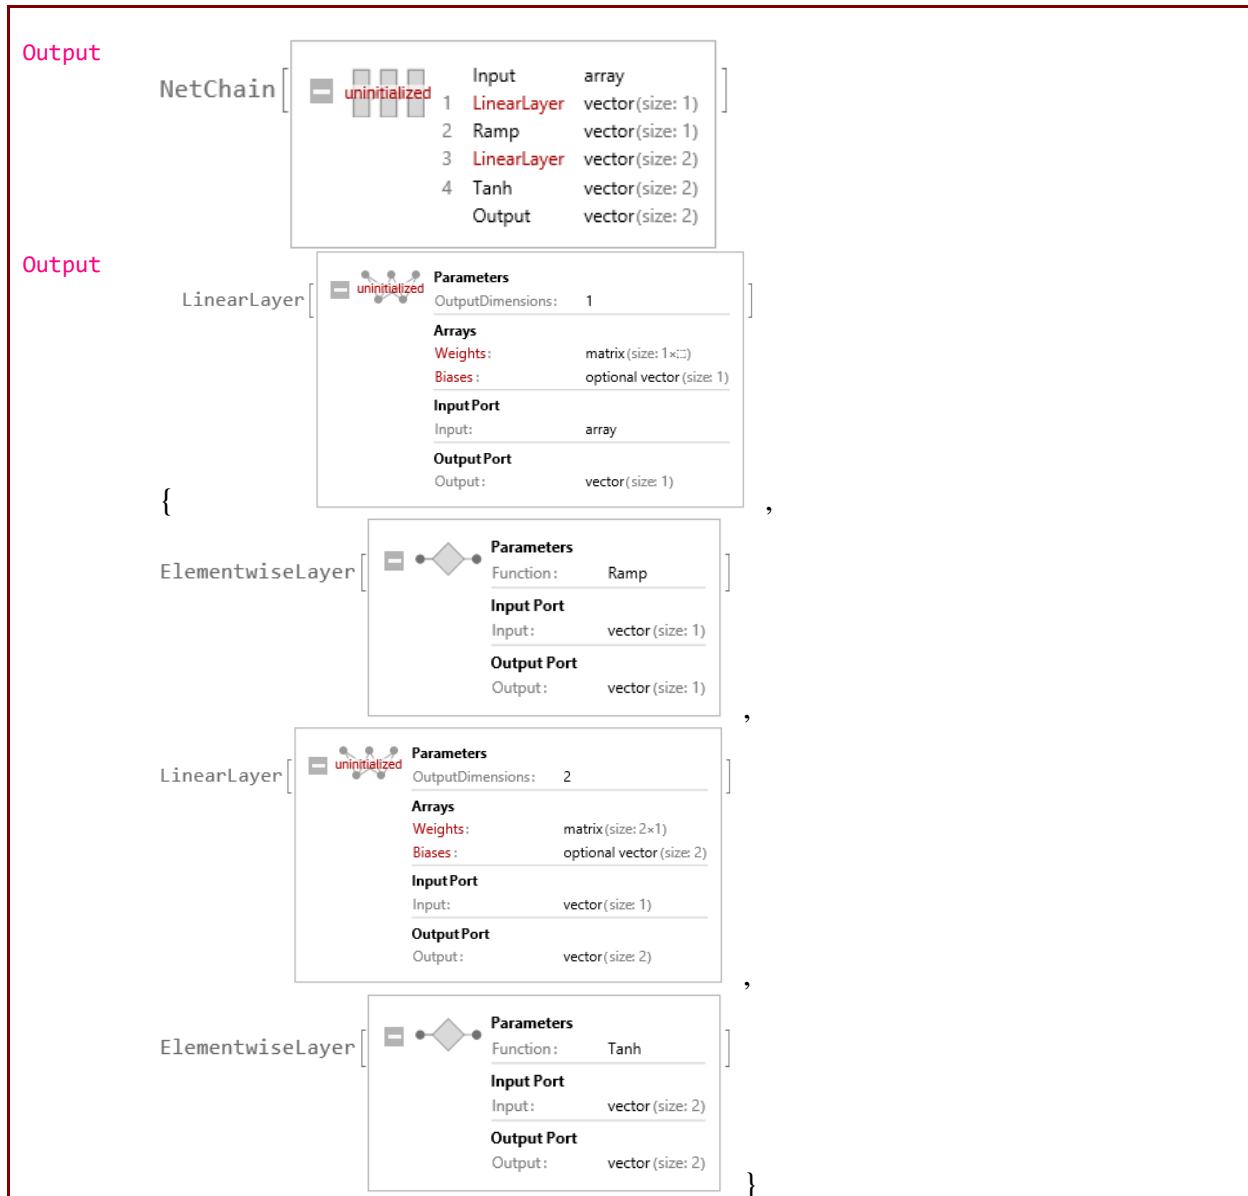 Output
NetChain[
uninitialized
Input array
1 LinearLayer vector (size: 1)
2 Ramp vector (size: 1)
3 LinearLayer vector (size: 2)
4 Tanh vector (size: 2)
Output vector (size: 2)
]
Output
{
LinearLayer[
uninitialized
Parameters
OutputDimensions: 1
Arrays
Weights: matrix (size: 1×⬚)
Biases: optional vector (size: 1)
Input Port
Input: array
Output Port
Output: vector (size: 1)
] ,
ElementwiseLayer[
Parameters
Function: Ramp
Input Port
Input: vector (size: 1)
Output Port
Output: vector (size: 1)
] ,
LinearLayer[
uninitialized
Parameters
OutputDimensions: 2
Arrays
Weights: matrix (size: 2×1)
Biases: optional vector (size: 2)
Input Port
Input: vector (size: 1)
Output Port
Output: vector (size: 2)
] ,
ElementwiseLayer[
Parameters
Function: Tanh
Input Port
Input: vector (size: 2)
Output Port
Output: vector (size: 2)
] }